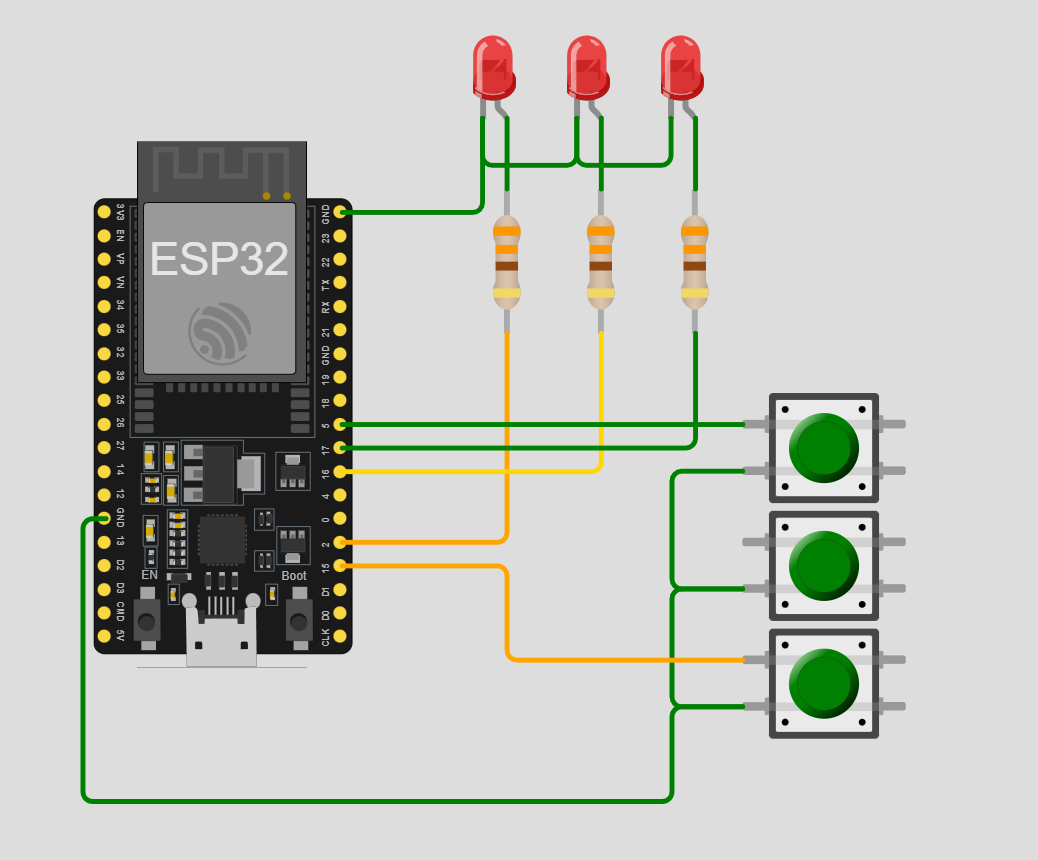 ESP32
3V3
EN
VP
VN
34
35
32
33
25
26
27
14
12
GND
13
D2
D3
CMD
5V
GND
23
22
TX
RX
21
GND
19
18
5
17
16
4
0
2
15
D1
D0
CLK
EN
Boot